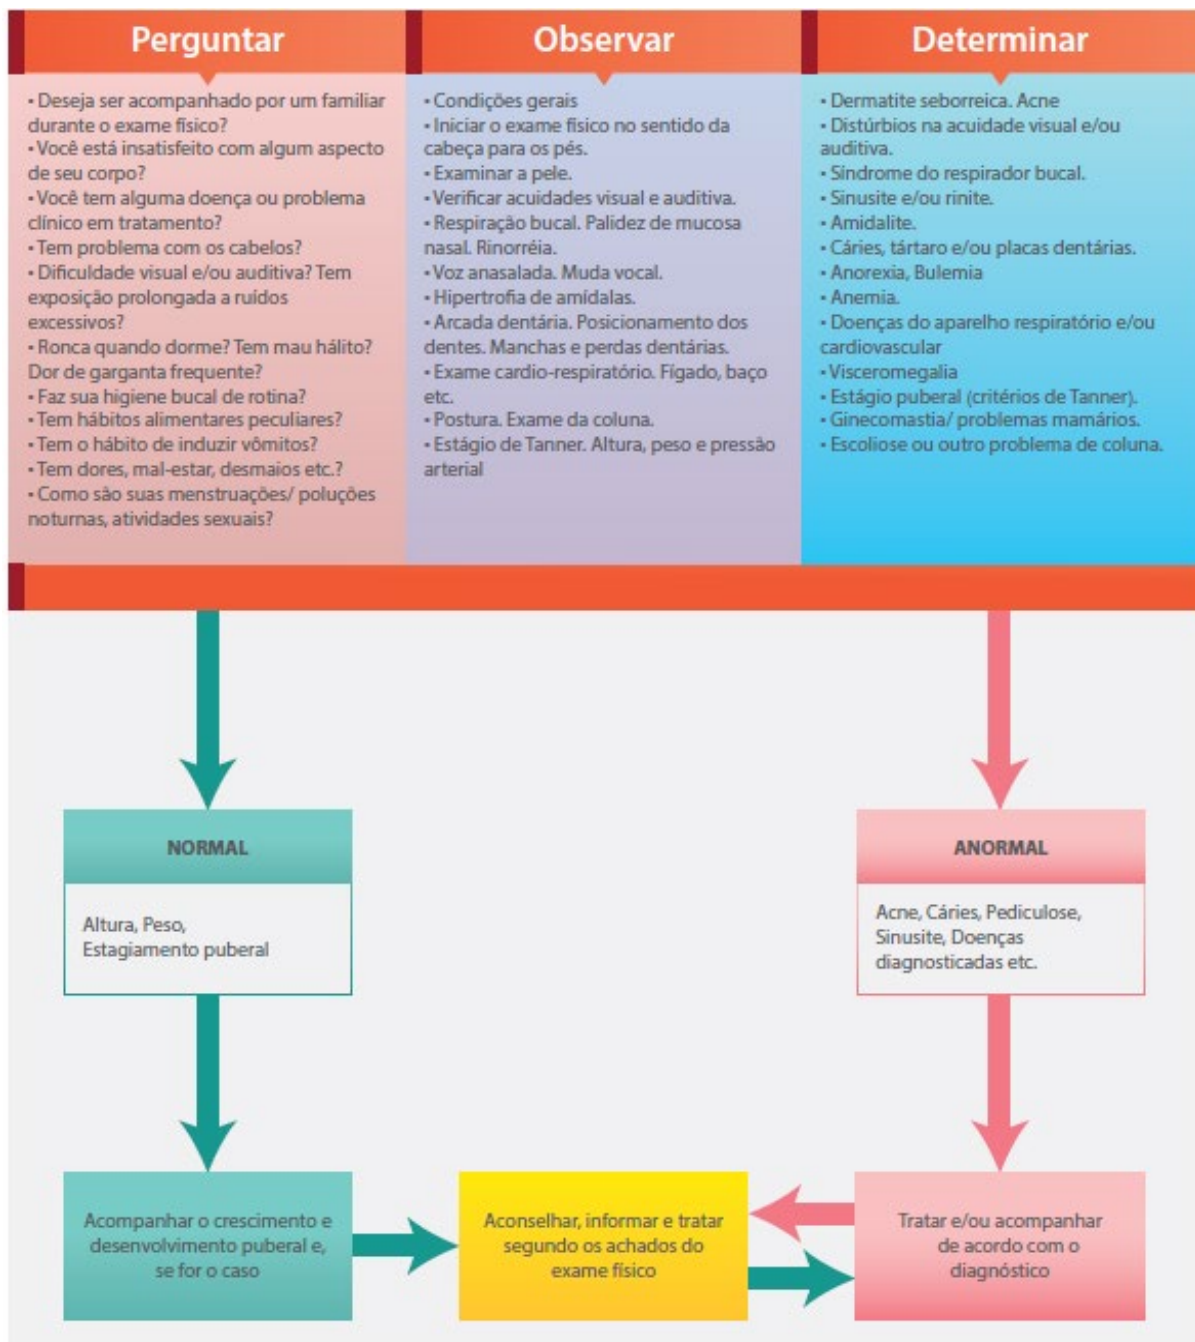 Perguntar
• Deseja ser acompanhado por um familiar
durante o exame físico?
• Você está insatisfeito com algum aspecto
de seu corpo?
• Você tem alguma doença ou problema
clínico em tratamento?
• Tem problema com os cabelos?
• Dificuldade visual e/ou auditiva? Tem
exposição prolongada a ruídos
excessivos?
• Ronca quando dorme? Tem mau hálito?
Dor de garganta frequente?
• Faz sua higiene bucal de rotina?
• Tem hábitos alimentares peculiares?
• Tem o hábito de induzir vômitos?
• Tem dores, mal-estar, desmaios etc.?
• Como são suas menstruações/ poluções
noturnas, atividades sexuais?
Observar
• Condições gerais
• Iniciar o exame físico no sentido da
cabeça para os pés.
• Examinar a pele.
• Verificar acuidades visual e auditiva.
• Respiração bucal. Palidez de mucosa
nasal. Rinorréia.
• Voz anasalada. Muda vocal.
• Hipertrofia de amídalas.
• Arcada dentária. Posicionamento dos
dentes. Manchas e perdas dentárias.
• Exame cardio-respiratório. Fígado, baço
etc.
• Postura. Exame da coluna.
• Estágio de Tanner. Altura, peso e pressão
arterial
Determinar
• Dermatite seborreica. Acne
• Distúrbios na acuidade visual e/ou
auditiva.
• Síndrome do respirador bucal.
• Sinusite e/ou rinite.
• Amidalite.
• Cáries, tártaro e/ou placas dentárias.
• Anorexia, Bulemia
• Anemia.
• Doenças do aparelho respiratório e/ou
cardiovascular
• Visceromegalia
• Estágio puberal (critérios de Tanner).
• Ginecomastia/ problemas mamários.
• Escoliose ou outro problema de coluna.
NORMAL
Altura, Peso,
Estagiamento puberal
ANORMAL
Acne, Cáries, Pediculose,
Sinusite, Doenças
diagnosticadas etc.
Acompanhar o crescimento e
desenvolvimento puberal e,
se for o caso
Aconselhar, informar e tratar
segundo os achados do
exame físico
Tratar e/ou acompanhar
de acordo com o
diagnóstico